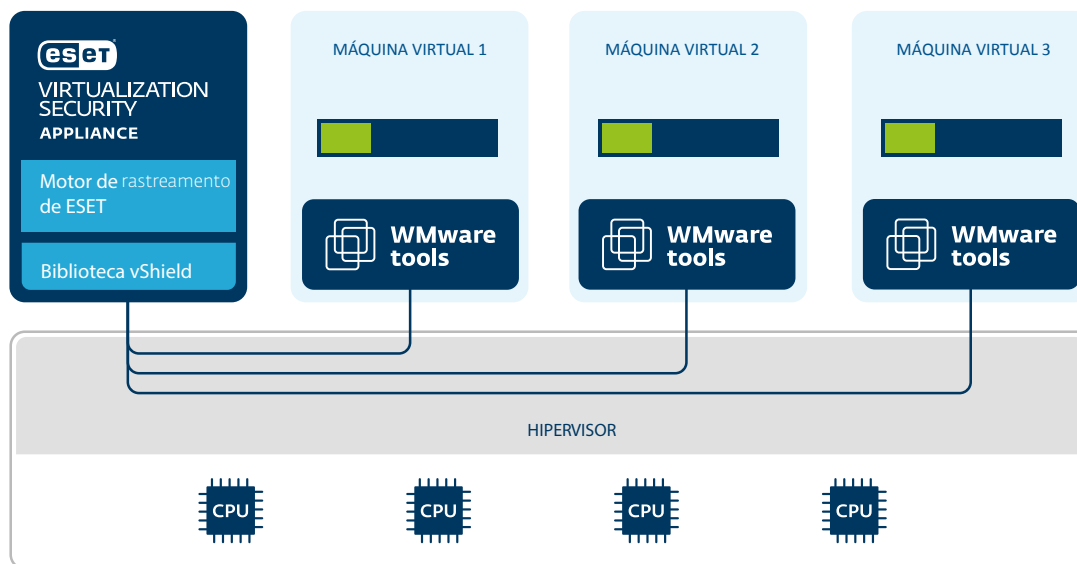 eset
VIRTUALIZATION
SECURITY
APPLIANCE
Motor de rastreamento
de ESET
Biblioteca vShield
MÁQUINA VIRTUAL 1
WMware
tools
MÁQUINA VIRTUAL 2
WMware
tools
MÁQUINA VIRTUAL 3
WMware
tools
HIPERVISOR
CPU
CPU
CPU
CPU